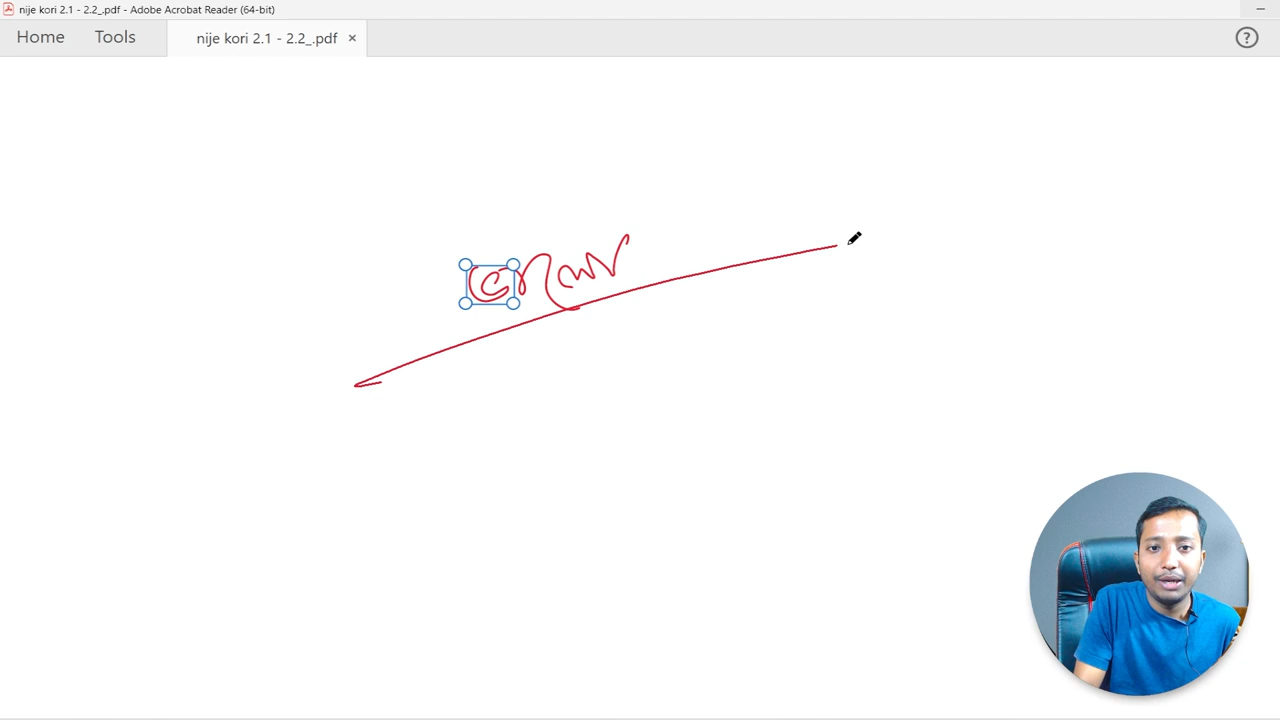 nije kori 2.1 - 2.2_.pdf - Adobe Acrobat Reader (64-bit)
Home Tools nije kori 2.1 - 2.2_.pdf × ?